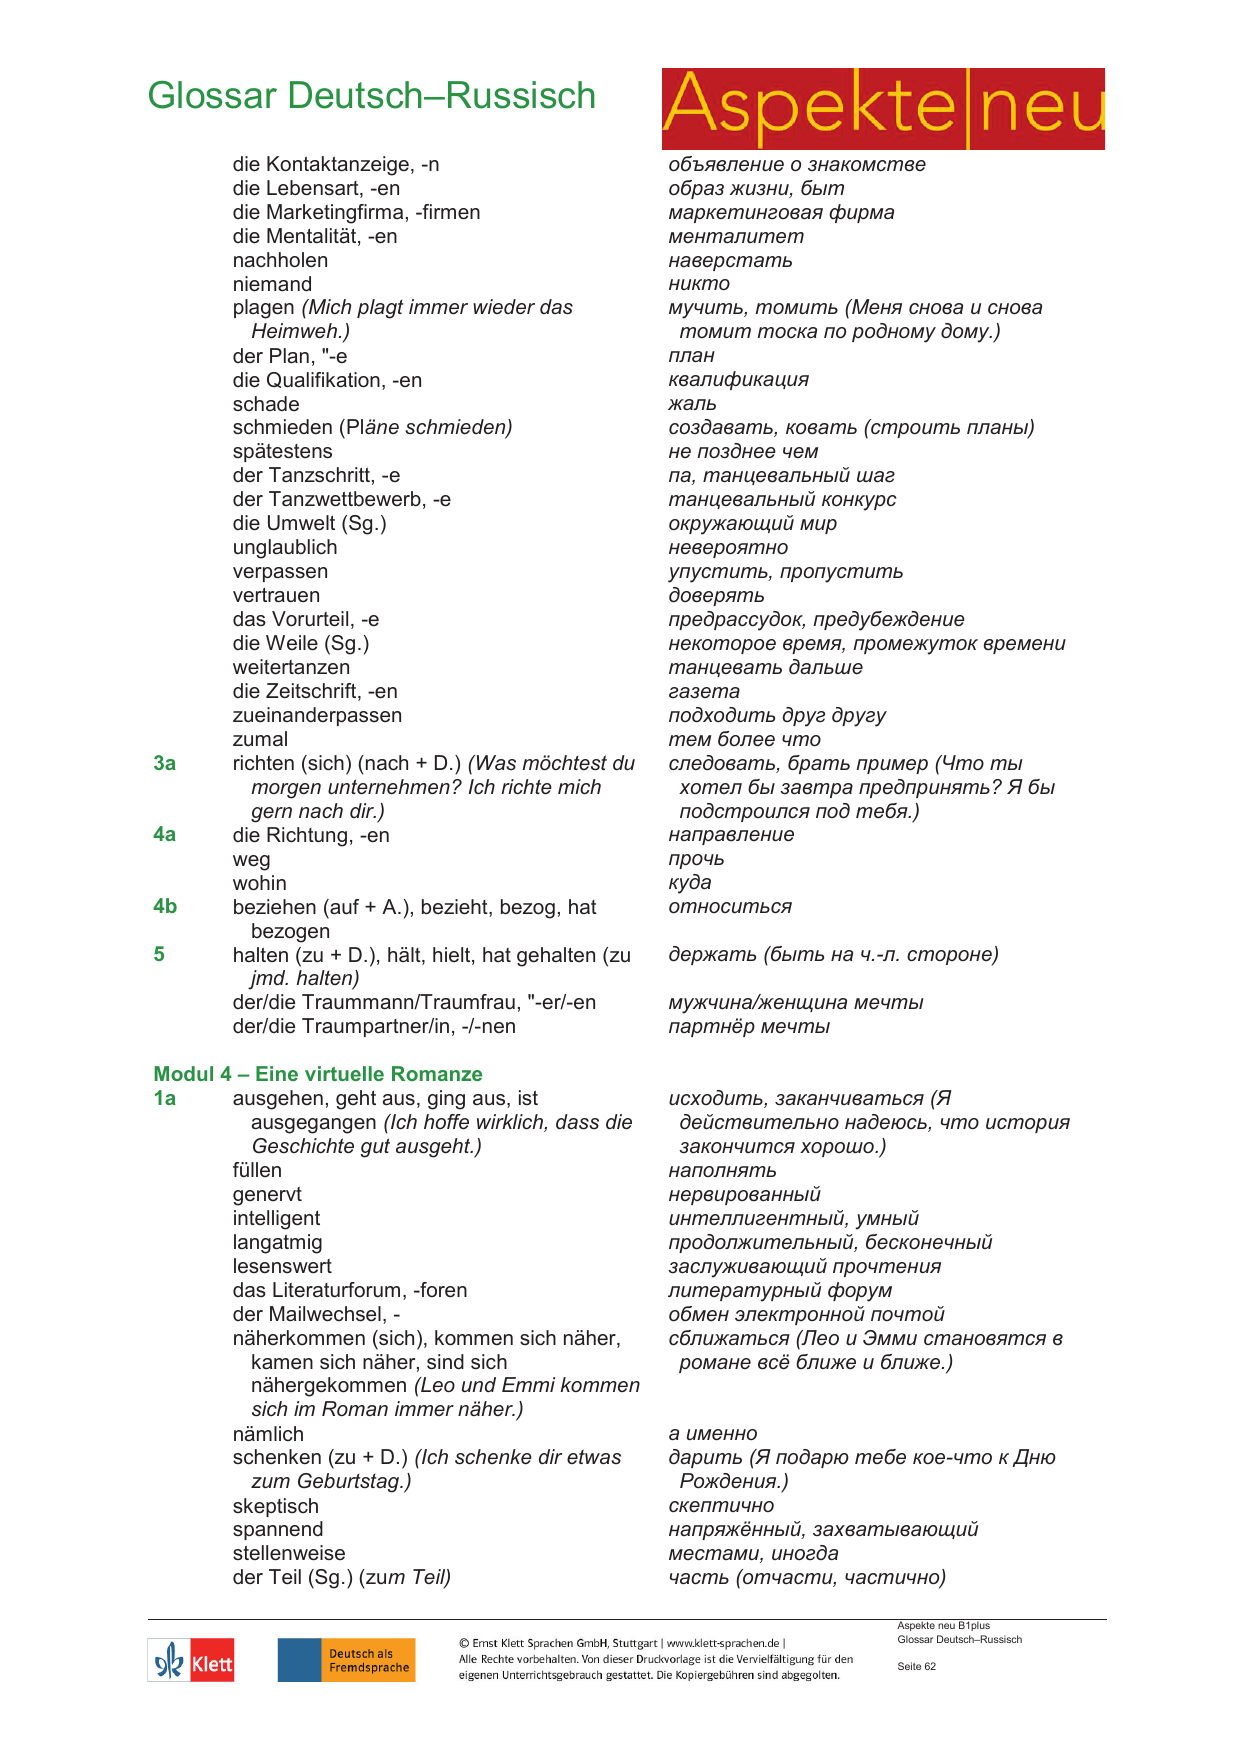 Glossar Deutsch–Russisch
Aspekte|neu
die Kontaktanzeige, -n объявление о знакомстве
die Lebensart, -en образ жизни, быт
die Marketingfirma, -firmen маркетинговая фирма
die Mentalität, -en менталитет
nachholen наверстать
niemand никто
plagen (Mich plagt immer wieder das мучить, томить (Меня снова и снова
Heimweh.) томит тоска по родному дому.)
der Plan, "-e план
die Qualifikation, -en квалификация
schade жаль
schmieden (Pläne schmieden) создавать, ковать (строить планы)
spätestens не позднее чем
der Tanzschritt, -e па, танцевальный шаг
der Tanzwettbewerb, -e танцевальный конкурс
die Umwelt (Sg.) окружающий мир
unglaublich невероятно
verpassen упустить, пропустить
vertrauen доверять
das Vorurteil, -e предрассудок, предубеждение
die Weile (Sg.) некоторое время, промежуток времени
weitertanzen танцевать дальше
die Zeitschrift, -en газета
zueinanderpassen подходить друг другу
zumal тем более что
3a richten (sich) (nach + D.) (Was möchtest du следовать, брать пример (Что ты
morgen unternehmen? Ich richte mich хотел бы завтра предпринять? Я бы
gern nach dir.) подстроился под тебя.)
4a die Richtung, -en направление
weg прочь
wohin куда
4b beziehen (auf + A.), bezieht, bezog, hat относиться
bezogen
5 halten (zu + D.), hält, hielt, hat gehalten (zu держать (быть на ч.-л. стороне)
jmd. halten)
der/die Traummann/Traumfrau, "-er/-en мужчина/женщина мечты
der/die Traumpartner/in, -/-nen партнёр мечты
Modul 4 – Eine virtuelle Romanze
1a ausgehen, geht aus, ging aus, ist исходить, заканчиваться (Я
ausgegangen (Ich hoffe wirklich, dass die действительно надеюсь, что история
Geschichte gut ausgeht.) закончится хорошо.)
füllen наполнять
genervt нервированный
intelligent интеллигентный, умный
langatmig продолжительный, бесконечный
lesenswert заслуживающий прочтения
das Literaturforum, -foren литературный форум
der Mailwechsel, - обмен электронной почтой
näherkommen (sich), kommen sich näher, сближаться (Лео и Эмми становятся в
kamen sich näher, sind sich романе всё ближе и ближе.)
nähergekommen (Leo und Emmi kommen
sich im Roman immer näher.)
nämlich а именно
schenken (zu + D.) (Ich schenke dir etwas дарить (Я подарю тебе кое-что к Дню
zum Geburtstag.) Рождения.)
skeptisch скептично
spannend напряжённый, захватывающий
stellenweise местами, иногда
der Teil (Sg.) (zum Teil) часть (отчасти, частично)
Klett
Deutsch als
Fremdsprache
© Ernst Klett Sprachen GmbH, Stuttgart | www.klett-sprachen.de |
Alle Rechte vorbehalten. Von dieser Druckvorlage ist die Vervielfältigung für den
eigenen Unterrichtsgebrauch gestattet. Die Kopiergebühren sind abgegolten.
Aspekte neu B1plus
Glossar Deutsch–Russisch
Seite 62